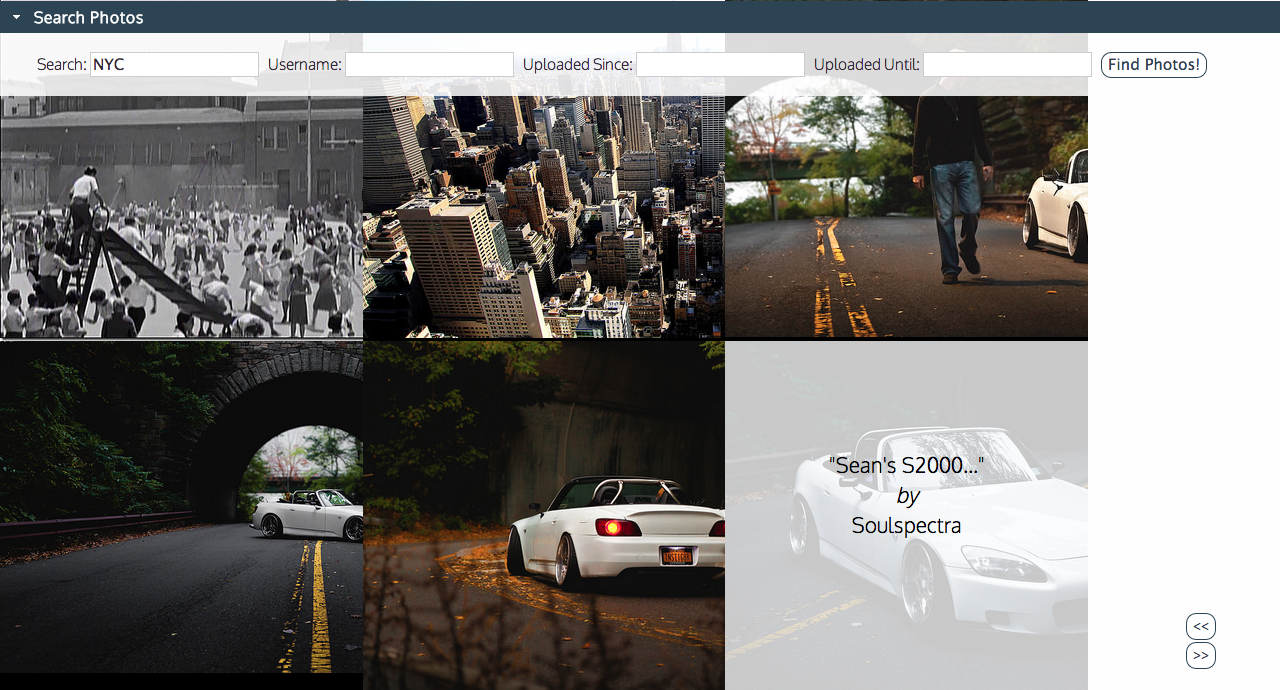 Search Photos
Search: NYC Username: Uploaded Since: Uploaded Until: Find Photos!
"Sean's S2000..."
by
Soulspectra
<<
>>